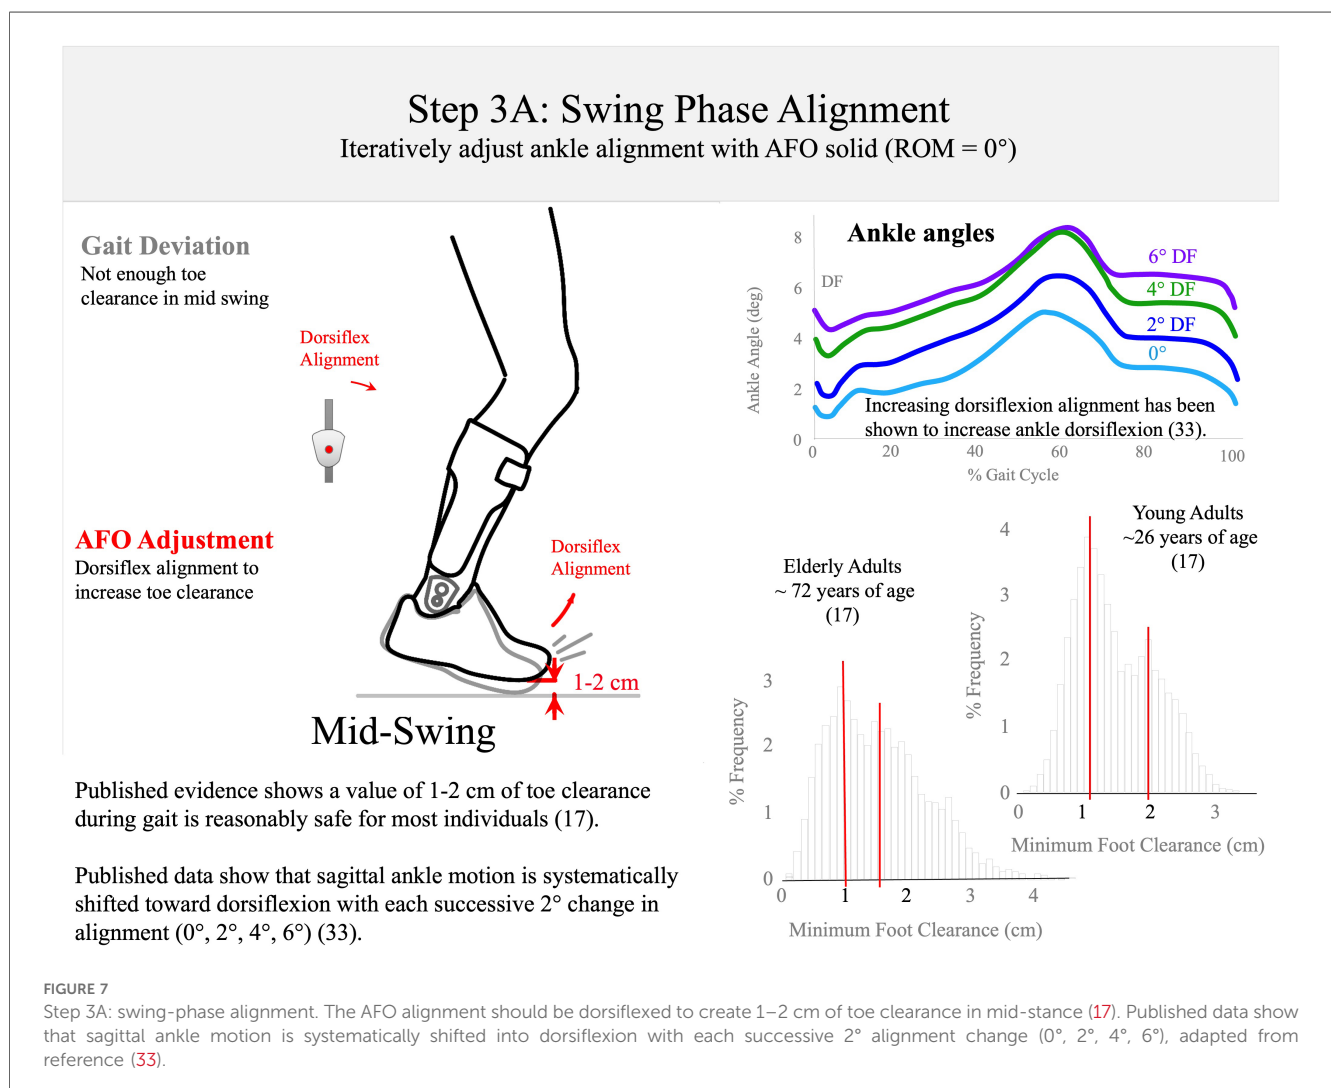 Step 3A: Swing Phase Alignment
Iteratively adjust ankle alignment with AFO solid (ROM = 0°)
Gait Deviation
Not enough toe
clearance in mid swing
Dorsiflex
Alignment
AFO Adjustment
Dorsiflex alignment to
increase toe clearance
Dorsiflex
Alignment
1-2 cm
Mid-Swing
Published evidence shows a value of 1-2 cm of toe clearance
during gait is reasonably safe for most individuals (17).
Published data show that sagittal ankle motion is systematically
shifted toward dorsiflexion with each successive 2° change in
alignment (0°, 2°, 4°, 6°) (33).
Ankle angles
DF
Ankle Angle (deg)
8
6
4
2
0
6° DF
4° DF
2° DF
0°
Increasing dorsiflexion alignment has been
shown to increase ankle dorsiflexion (33).
0 20 40 60 80 100
% Gait Cycle
Elderly Adults
~ 72 years of age
(17)
% Frequency
3
2
1
0
0 1 2 3 4
Minimum Foot Clearance (cm)
Young Adults
~26 years of age
(17)
% Frequency
4
3
2
1
0
0 1 2 3
Minimum Foot Clearance (cm)
FIGURE 7
Step 3A: swing-phase alignment. The AFO alignment should be dorsiflexed to create 1–2 cm of toe clearance in mid-stance (17). Published data show
that sagittal ankle motion is systematically shifted into dorsiflexion with each successive 2° alignment change (0°, 2°, 4°, 6°), adapted from
reference (33).